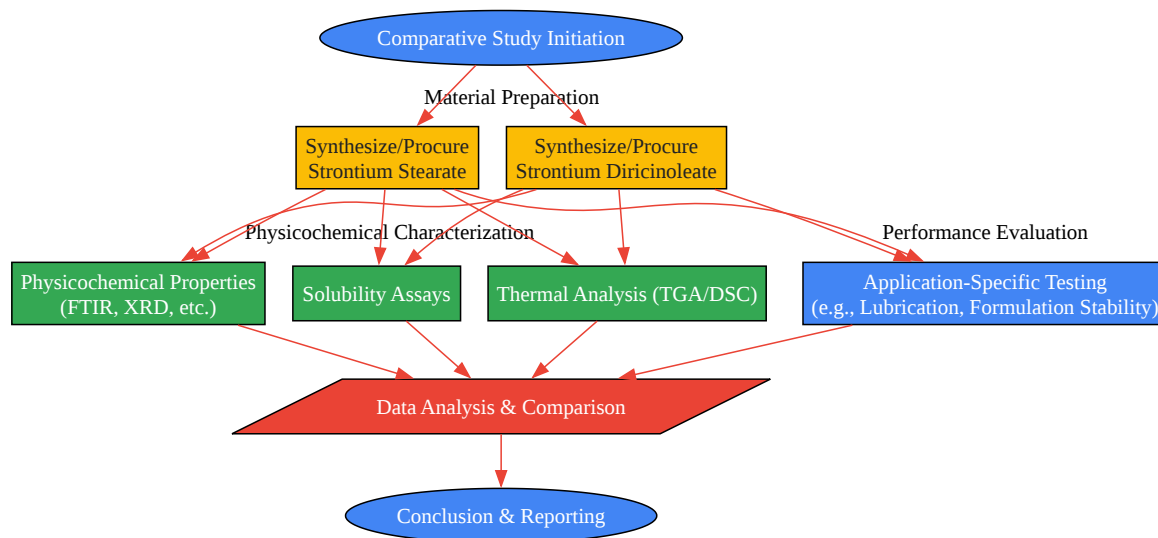 Comparative Study Initiation
Material Preparation
Synthesize/Procure
Strontium Stearate
Synthesize/Procure
Strontium Diricinoleate
Physicochemical Characterization
Performance Evaluation
Physicochemical Properties
(FTIR, XRD, etc.)
Solubility Assays
Thermal Analysis (TGA/DSC)
Application-Specific Testing
(e.g., Lubrication, Formulation Stability)
Data Analysis & Comparison
Conclusion & Reporting